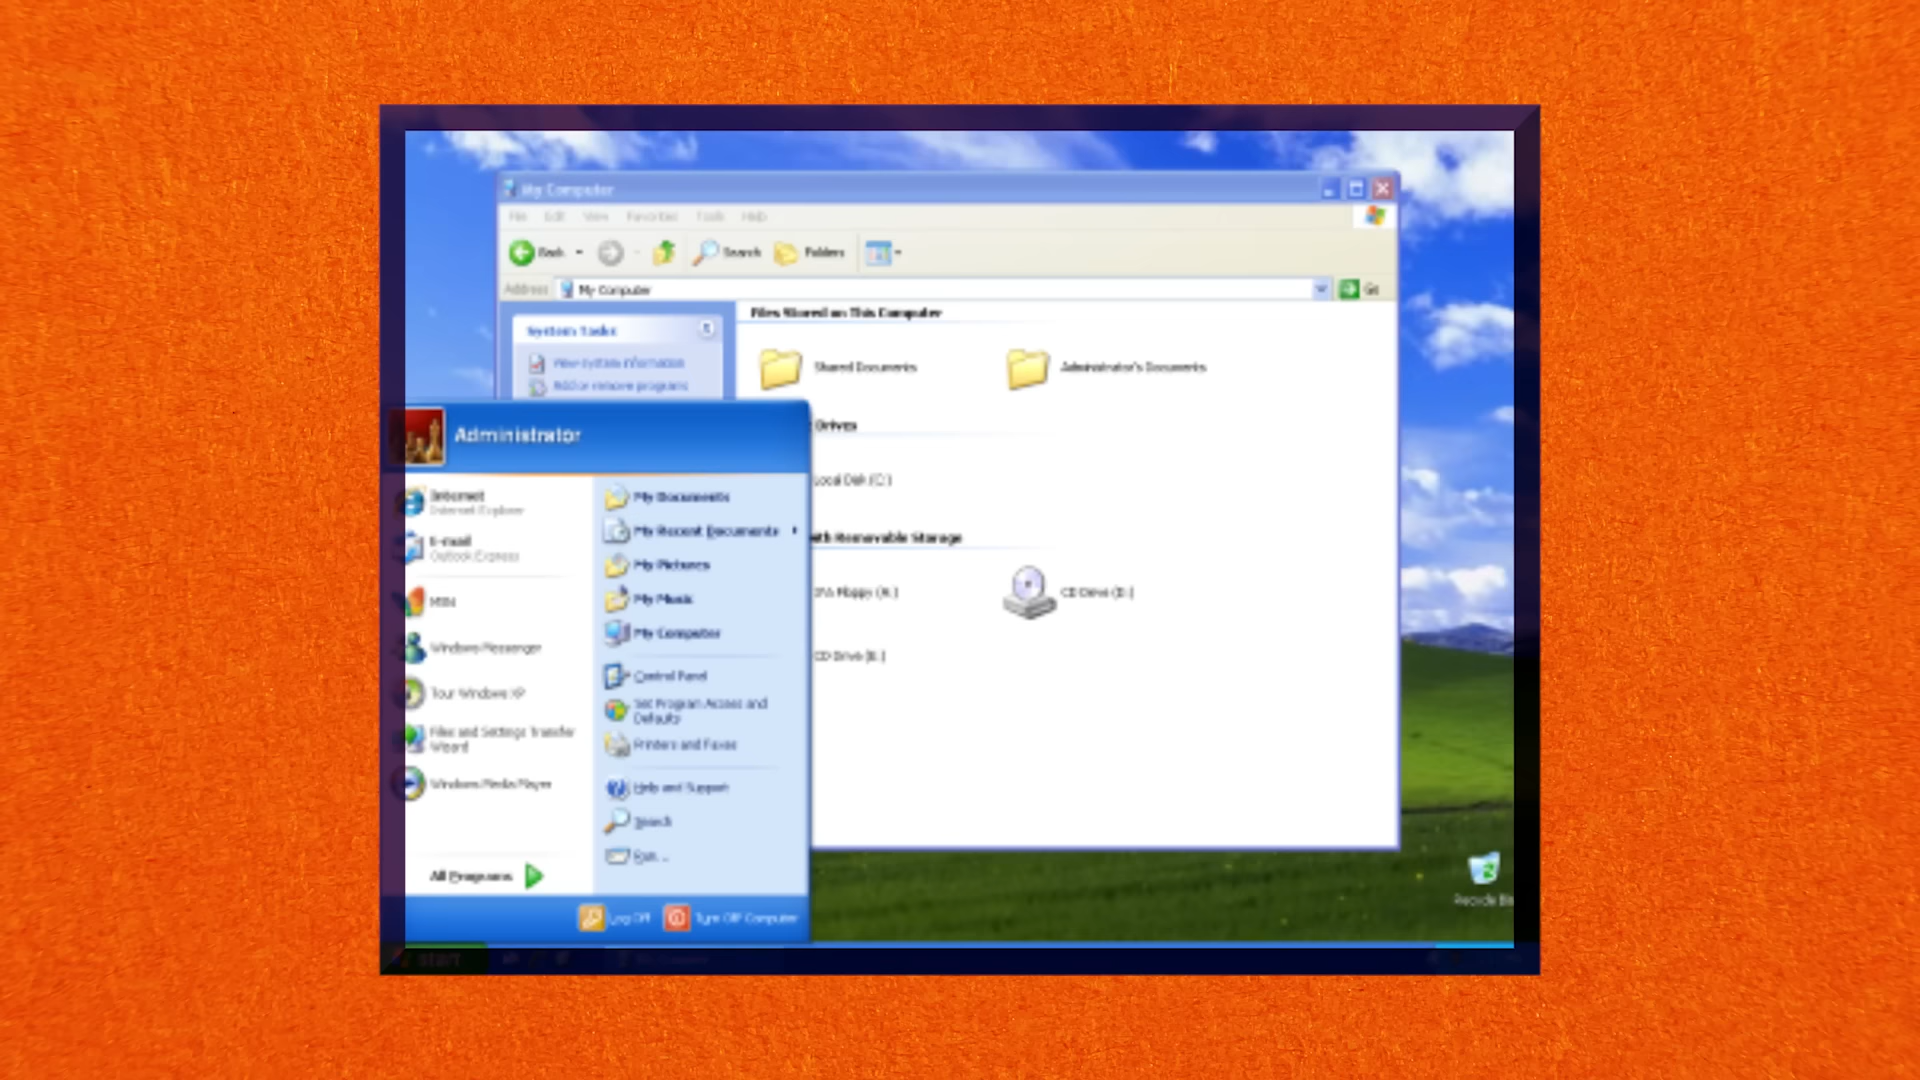 My Computer
File Edit View Favorites Tools Help
Back Search Folders
Address My Computer Go
Files Stored on This Computer
System Tasks
View system information
Shared Documents Administrator's Documents
Add or remove programs
Drives
Administrator
Local Disk (C:)
Internet
Internet Explorer
My Documents
My Recent Documents
E-mail
Outlook Express
with Removable Storage
My Pictures
MSN
My Music
Floppy (A:) CD Drive (D:)
My Computer
Windows Messenger
CD Drive (E:)
Control Panel
Tour Windows XP
Set Program Access and
Defaults
Files and Settings Transfer
Wizard
Printers and Faxes
Windows Media Player
Help and Support
Search
Run...
All Programs
Recycle Bin
Log Off Turn Off Computer
start